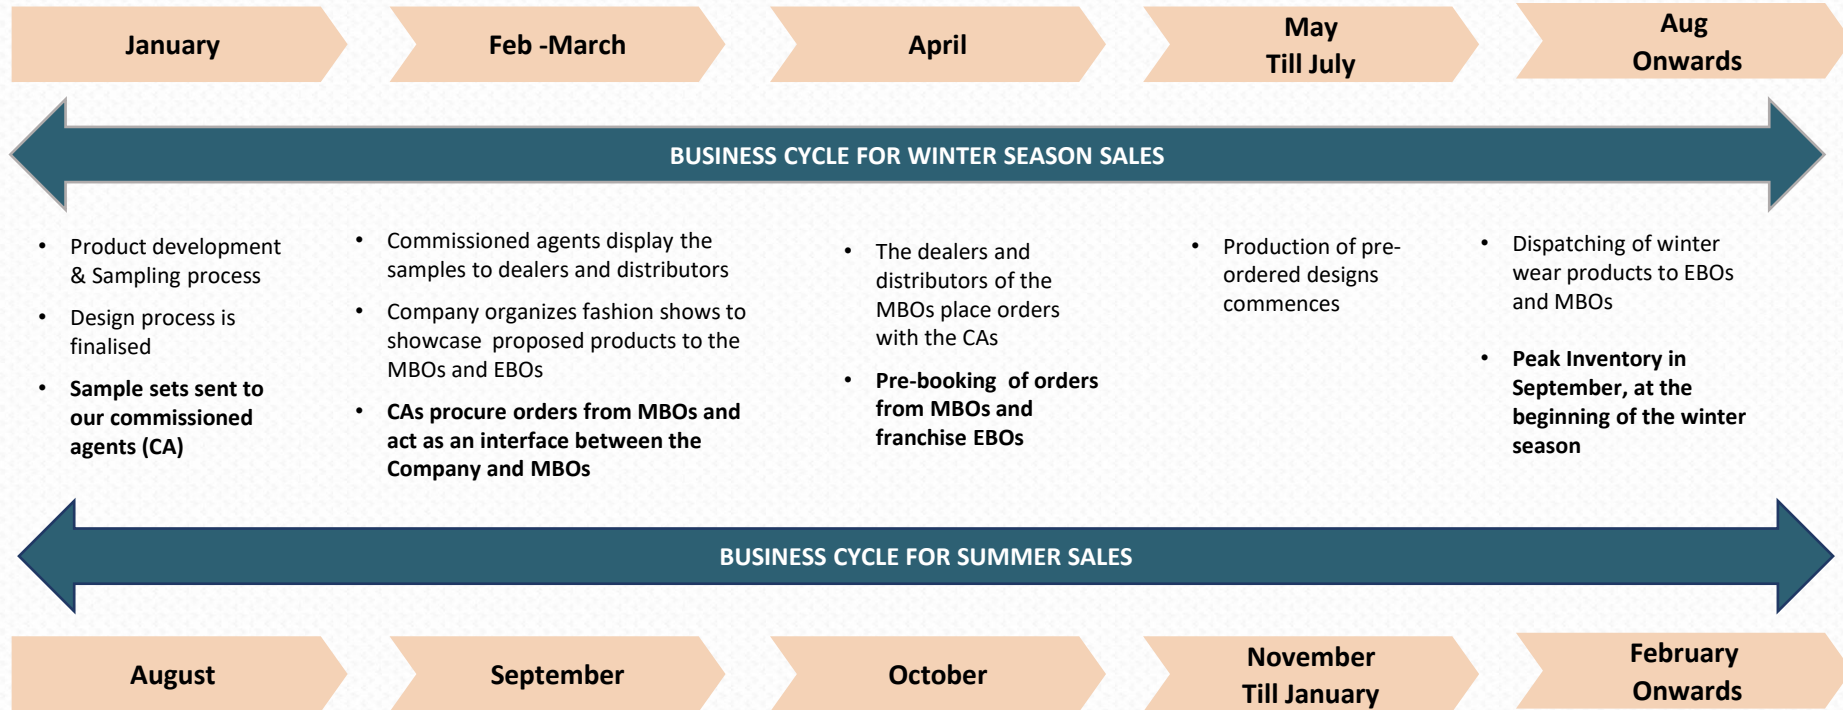 January
Feb -March
April
May
Till July
Aug
Onwards
BUSINESS CYCLE FOR WINTER SEASON SALES
• Product development
& Sampling process
• Design process is
finalised
• Sample sets sent to
our commissioned
agents (CA)
• Commissioned agents display the
samples to dealers and distributors
• Company organizes fashion shows to
showcase proposed products to the
MBOs and EBOs
• CAs procure orders from MBOs and
act as an interface between the
Company and MBOs
• The dealers and
distributors of the
MBOs place orders
with the CAs
• Pre-booking of orders
from MBOs and
franchise EBOs
• Production of pre-
ordered designs
commences
• Dispatching of winter
wear products to EBOs
and MBOs
• Peak Inventory in
September, at the
beginning of the winter
season
BUSINESS CYCLE FOR SUMMER SALES
August
September
October
November
Till January
February
Onwards